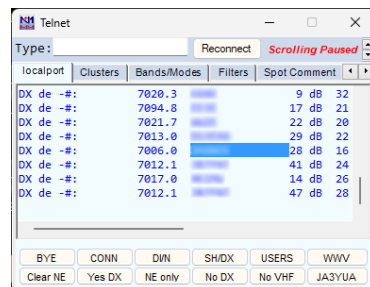 Telnet
Type: Reconnect Scrolling Paused
localport Clusters Bands/Modes Filters Spot Comment
DX de -#: 7020.3 9 dB 32
DX de -#: 7094.8 17 dB 21
DX de -#: 7021.7 22 dB 20
DX de -#: 7013.0 29 dB 22
DX de -#: 7006.0 28 dB 16
DX de -#: 7012.1 41 dB 24
DX de -#: 7017.0 14 dB 26
DX de -#: 7012.1 47 dB 28
BYE CONN DI/N SH/DX USERS WWV
Clear NE Yes DX NE only No DX No VHF JA3YUA